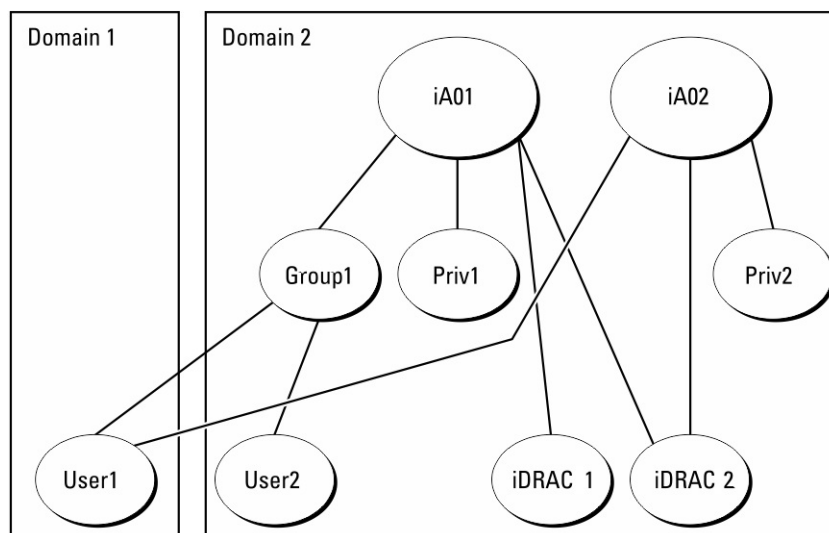 Domain 1
Domain 2
iA01
iA02
Group1
Priv1
Priv2
User1
User2
iDRAC 1
iDRAC 2